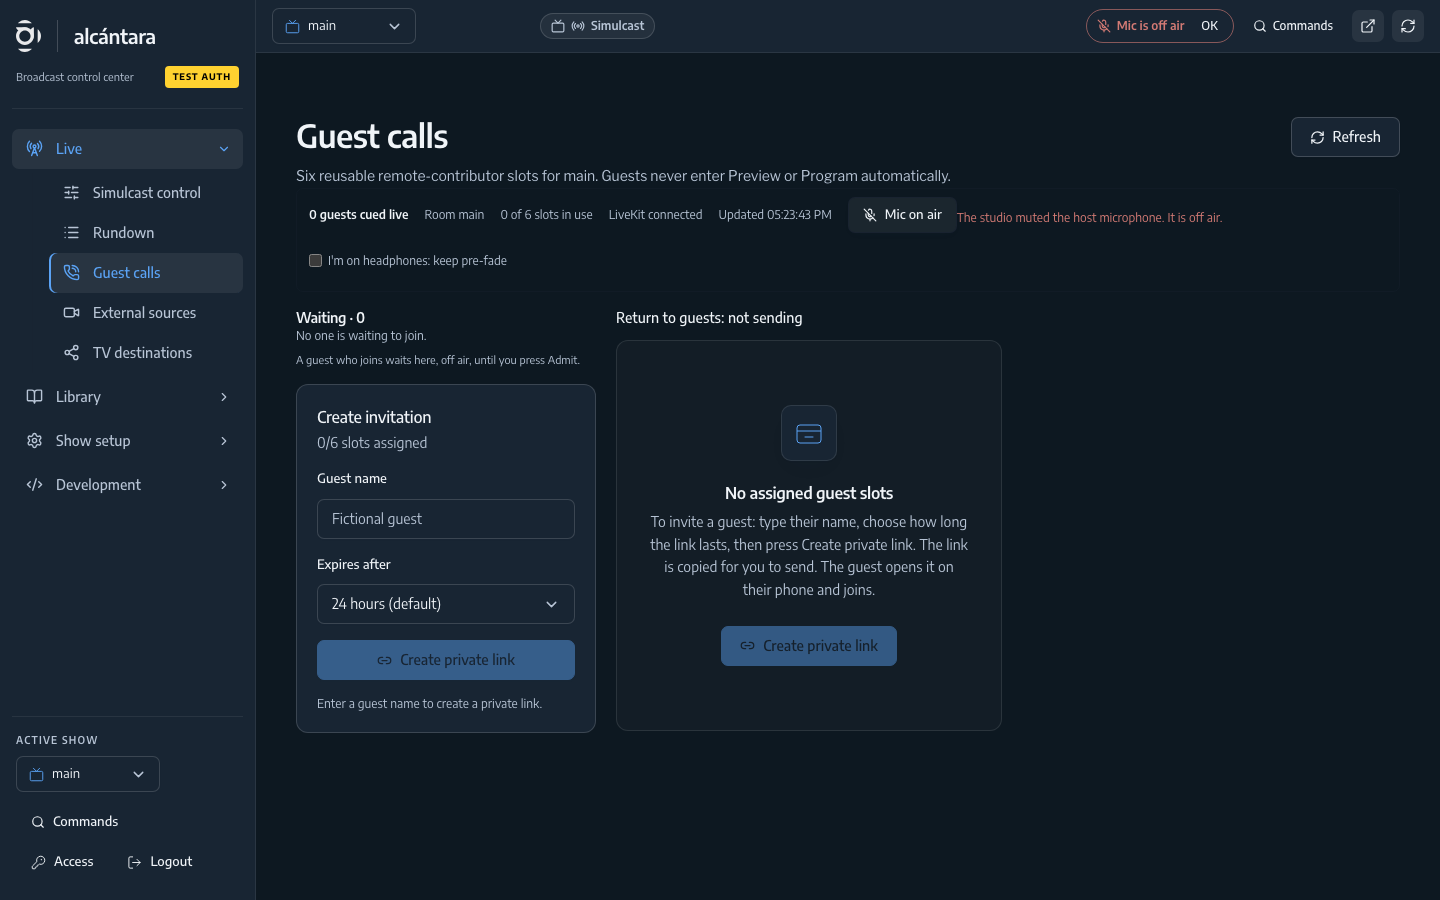 alcántara
Broadcast control center
TEST AUTH
Live
Simulcast control
Rundown
Guest calls
External sources
TV destinations
Library
Show setup
Development
ACTIVE SHOW
main
Commands
Access
Logout
main
Simulcast
Mic is off air
OK
Commands
Guest calls
Refresh
Six reusable remote-contributor slots for main. Guests never enter Preview or Program automatically.
0 guests cued live
Room main
0 of 6 slots in use
LiveKit connected
Updated 05:23:43 PM
Mic on air
The studio muted the host microphone. It is off air.
I'm on headphones: keep pre-fade
Waiting · 0
No one is waiting to join.
A guest who joins waits here, off air, until you press Admit.
Create invitation
0/6 slots assigned
Guest name
Fictional guest
Expires after
24 hours (default)
Create private link
Enter a guest name to create a private link.
Return to guests: not sending
No assigned guest slots
To invite a guest: type their name, choose how long
the link lasts, then press Create private link. The link
is copied for you to send. The guest opens it on
their phone and joins.
Create private link